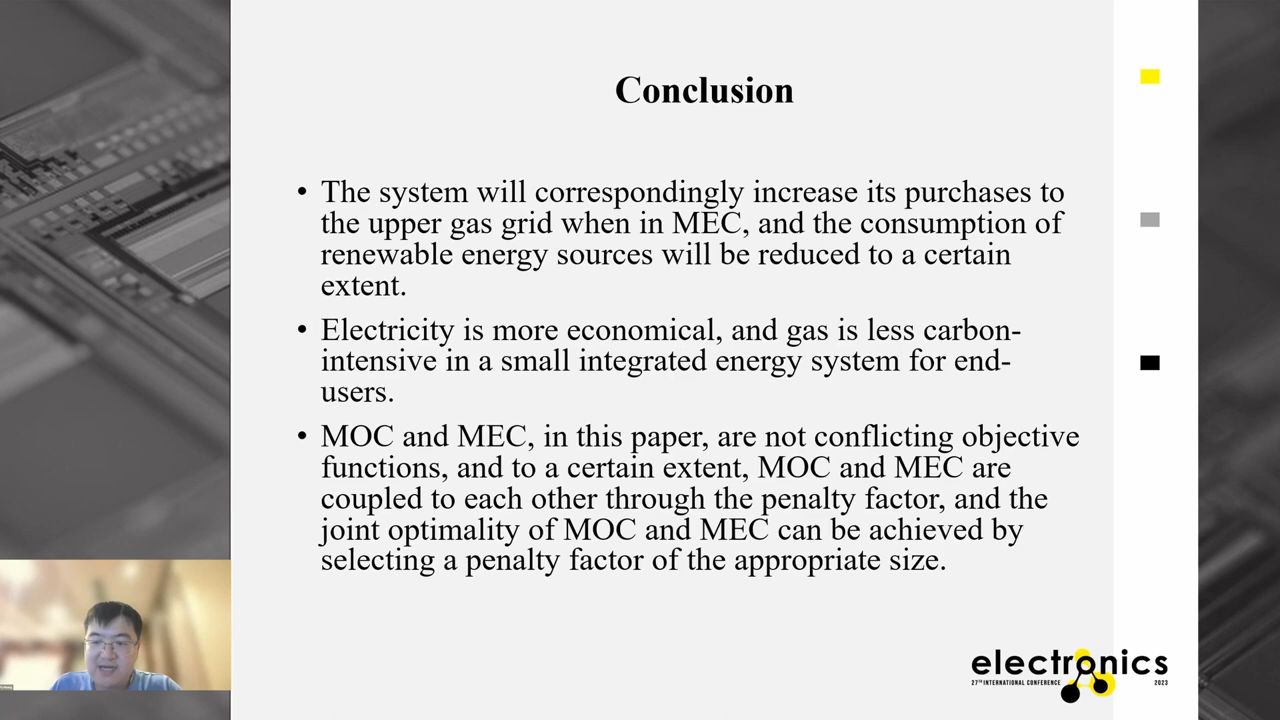 Conclusion
• The system will correspondingly increase its purchases to
the upper gas grid when in MEC, and the consumption of
renewable energy sources will be reduced to a certain
extent.
• Electricity is more economical, and gas is less carbon-
intensive in a small integrated energy system for end-
users.
• MOC and MEC, in this paper, are not conflicting objective
functions, and to a certain extent, MOC and MEC are
coupled to each other through the penalty factor, and the
joint optimality of MOC and MEC can be achieved by
selecting a penalty factor of the appropriate size.
electronics
27TH INTERNATIONAL CONFERENCE 2023